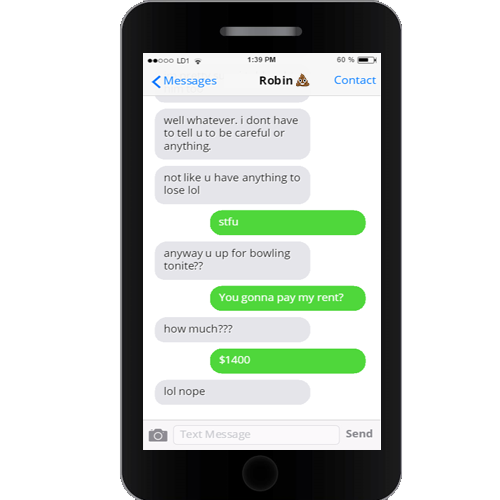 LD1 1:39 PM 60 %
Messages Robin 💩 Contact
well whatever. i dont have
to tell u to be careful or
anything.
not like u have anything to
lose lol
stfu
anyway u up for bowling
tonite??
You gonna pay my rent?
how much???
$1400
lol nope
Text Message Send